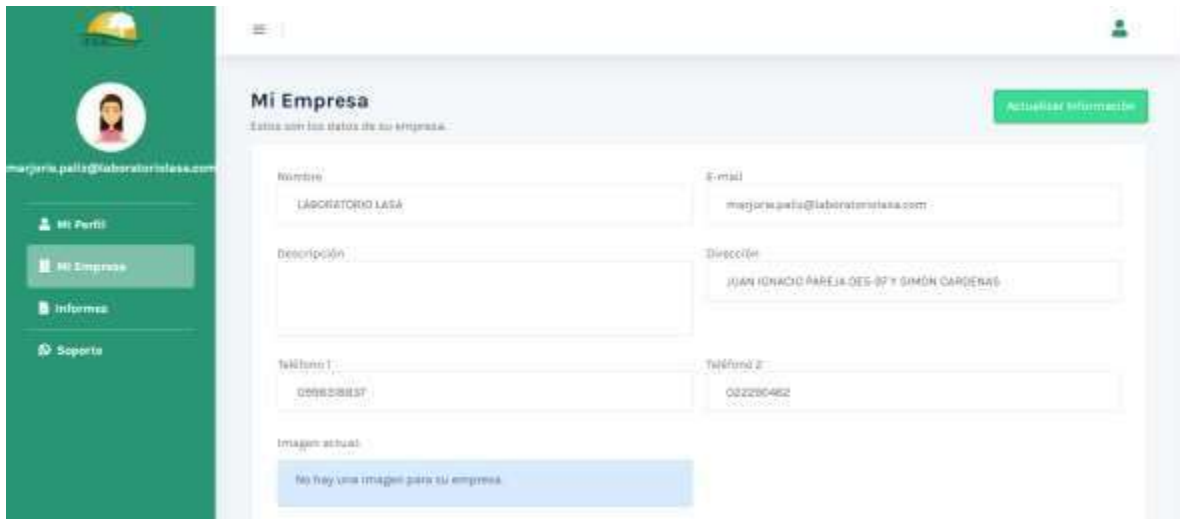 Mi Empresa
Actualizar Información
Estos son los datos de su empresa.
marjorie.paliz@laboratoriolasa.com
Nombre
E-mail
LABORATORIO LASA
marjorie.paliz@laboratoriolasa.com
Mi Perfil
Mi Empresa
Informes
Soporte
Descripción
Dirección
JUAN IGNACIO PAREJA OE5-97 Y SIMÓN CARDENAS
Teléfono 1
Teléfono 2
022290482
Imagen actual:
No hay una imagen para su empresa.